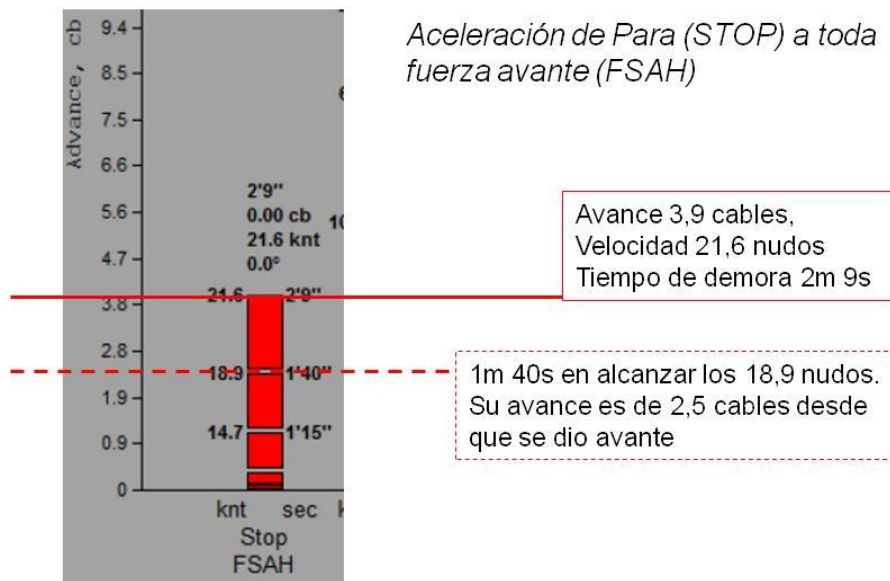 Aceleración de Para (STOP) a toda
fuerza avante (FSAH)
Advance, cb
9.4
8.5
7.5
6.6
5.6
4.7
3.8
2.8
1.9
0.9
0
2'9"
0.00 cb
21.6 knt
0.0°
21.6 2'9"
18.9 1'40"
14.7 1'15"
knt sec
Stop
FSAH
Avance 3,9 cables,
Velocidad 21,6 nudos
Tiempo de demora 2m 9s
1m 40s en alcanzar los 18,9 nudos.
Su avance es de 2,5 cables desde
que se dio avante